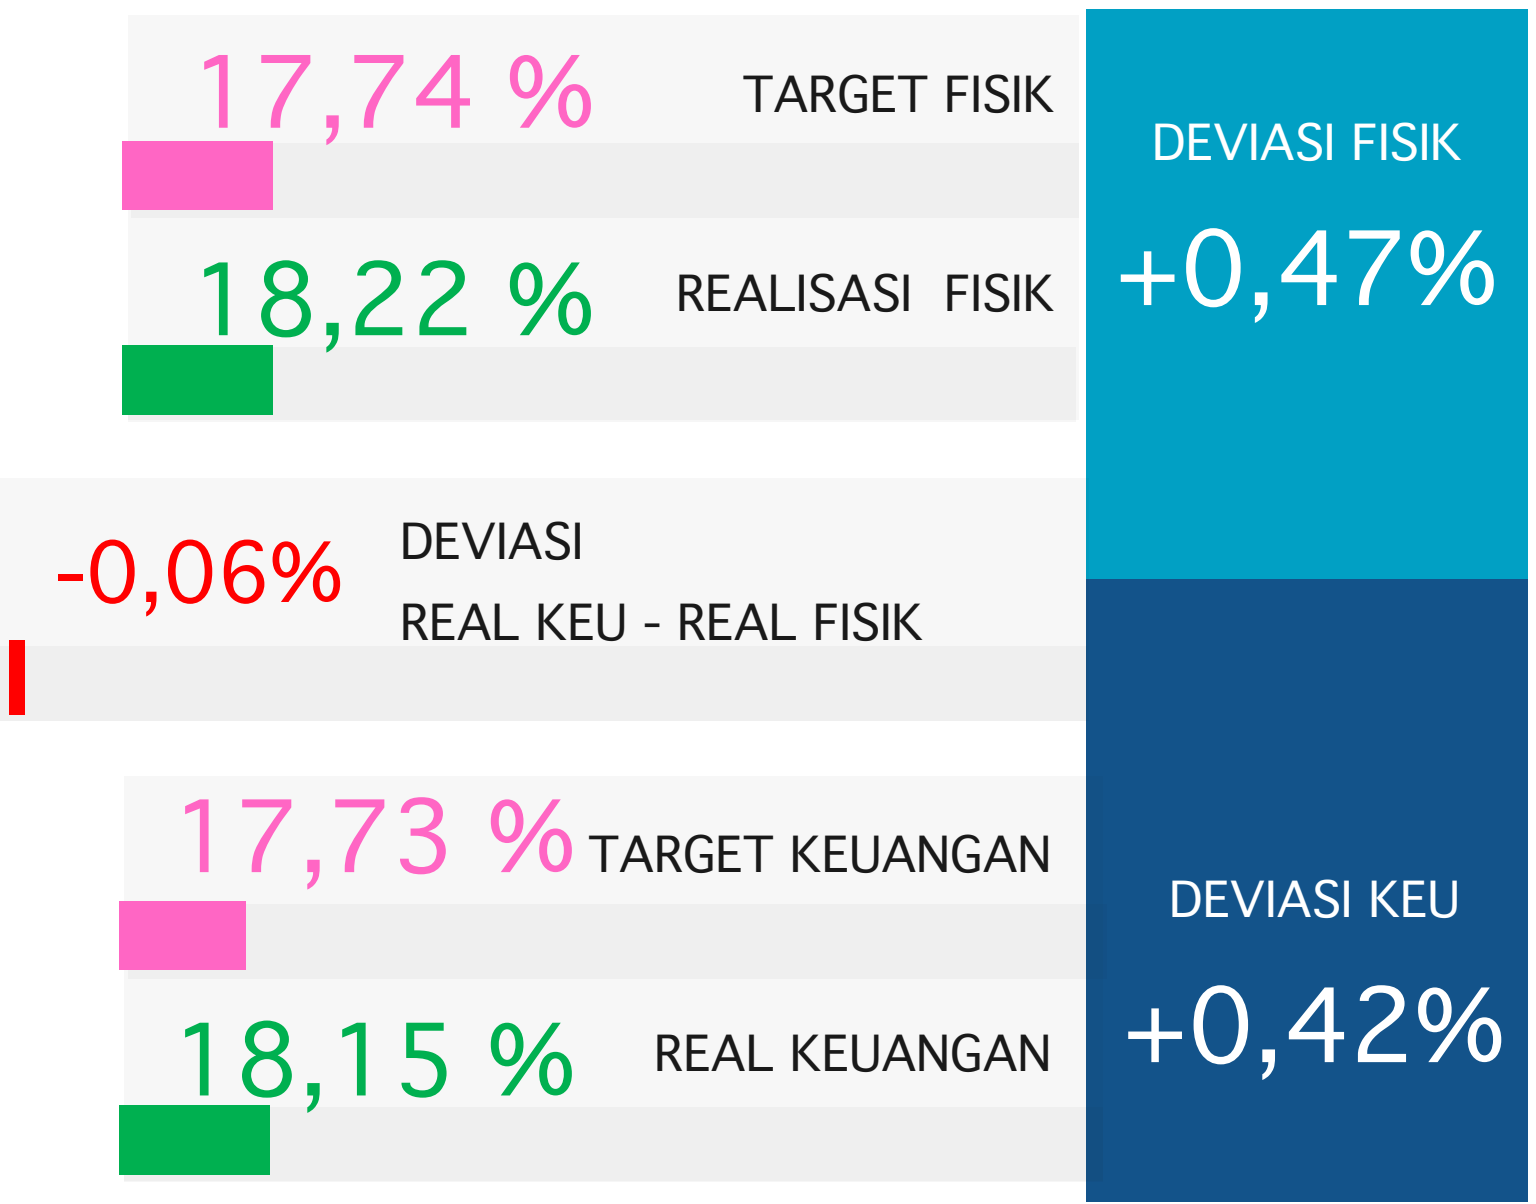 17,74 %
TARGET FISIK
18,22 %
REALISASI  FISIK
DEVIASI FISIK
+0,47%
-0,06%
DEVIASI
REAL KEU - REAL FISIK
17,73 %
TARGET KEUANGAN
18,15 %
REAL KEUANGAN
DEVIASI KEU
+0,42%